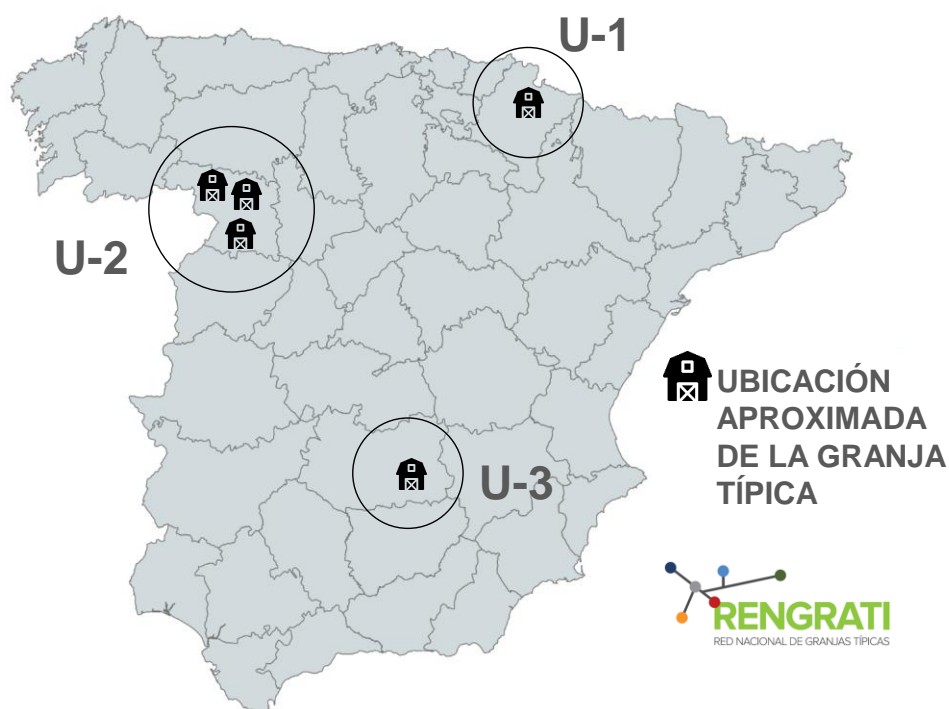 U-1
U-2
U-3
UBICACIÓN
APROXIMADA
DE LA GRANJA
TÍPICA
RENGRATI
RED NACIONAL DE GRANJAS TÍPICAS